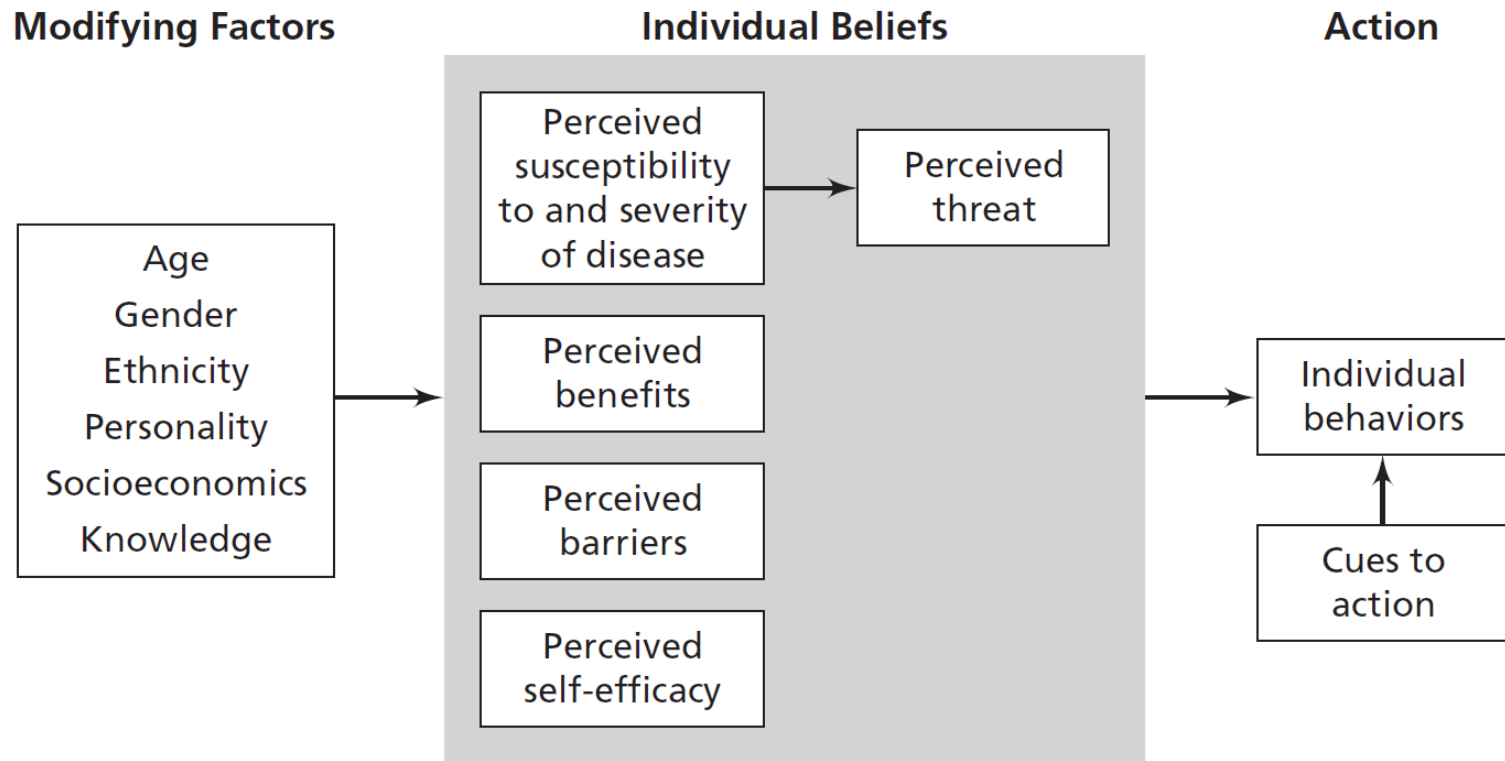 Modifying Factors
Individual Beliefs
Action
Age
Gender
Ethnicity
Personality
Socioeconomics
Knowledge
Perceived
susceptibility
to and severity
of disease
Perceived
threat
Perceived
benefits
Perceived
barriers
Perceived
self-efficacy
Individual
behaviors
Cues to
action